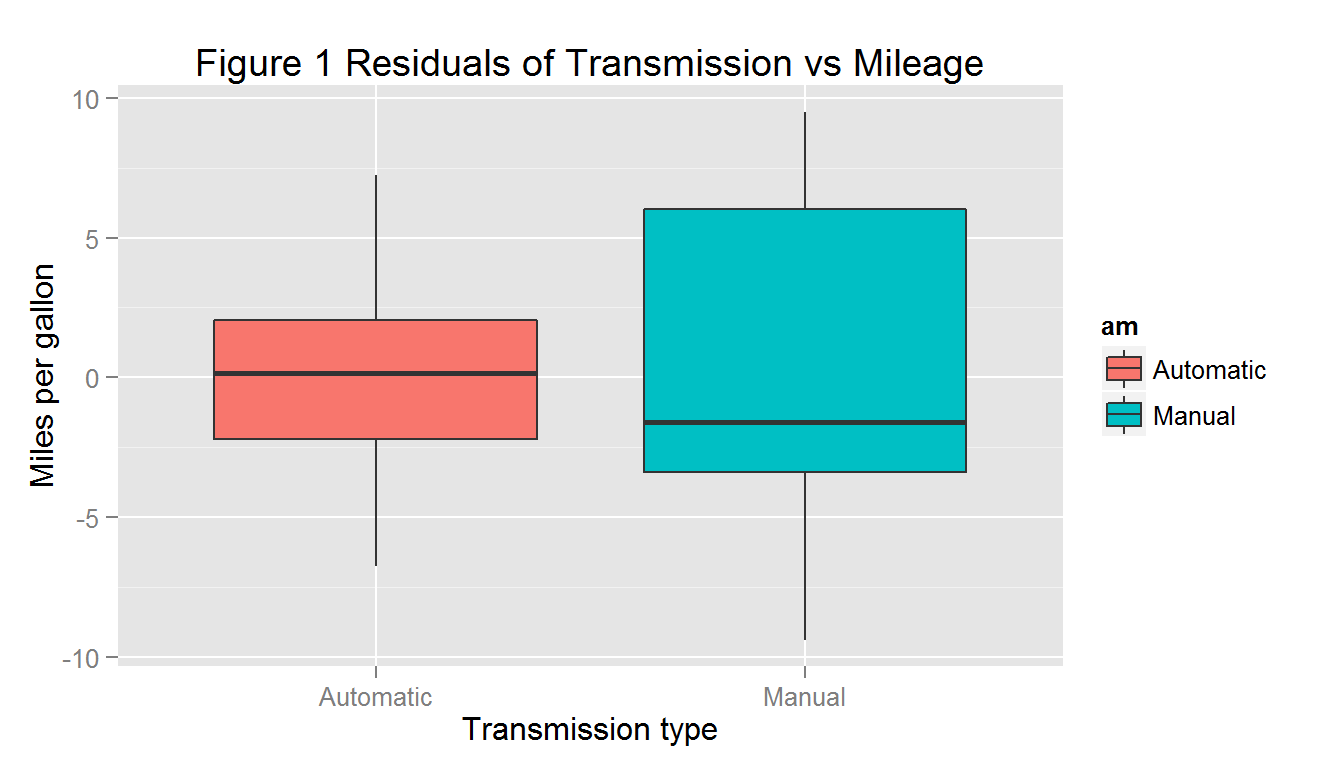 Figure 1 Residuals of Transmission vs Mileage
10
5
0
-5
-10
Miles per gallon
Automatic
Manual
Transmission type
am
Automatic
Manual